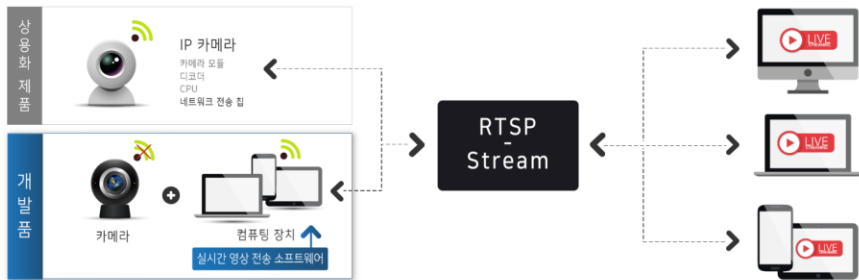 상용화 제품
IP 카메라
카메라 모듈
디코더
CPU
네트워크 전송 칩
개발품
카메라
컴퓨팅 장치
실시간 영상 전송 소프트웨어
RTSP
-
Stream
LIVE
LIVE
LIVE